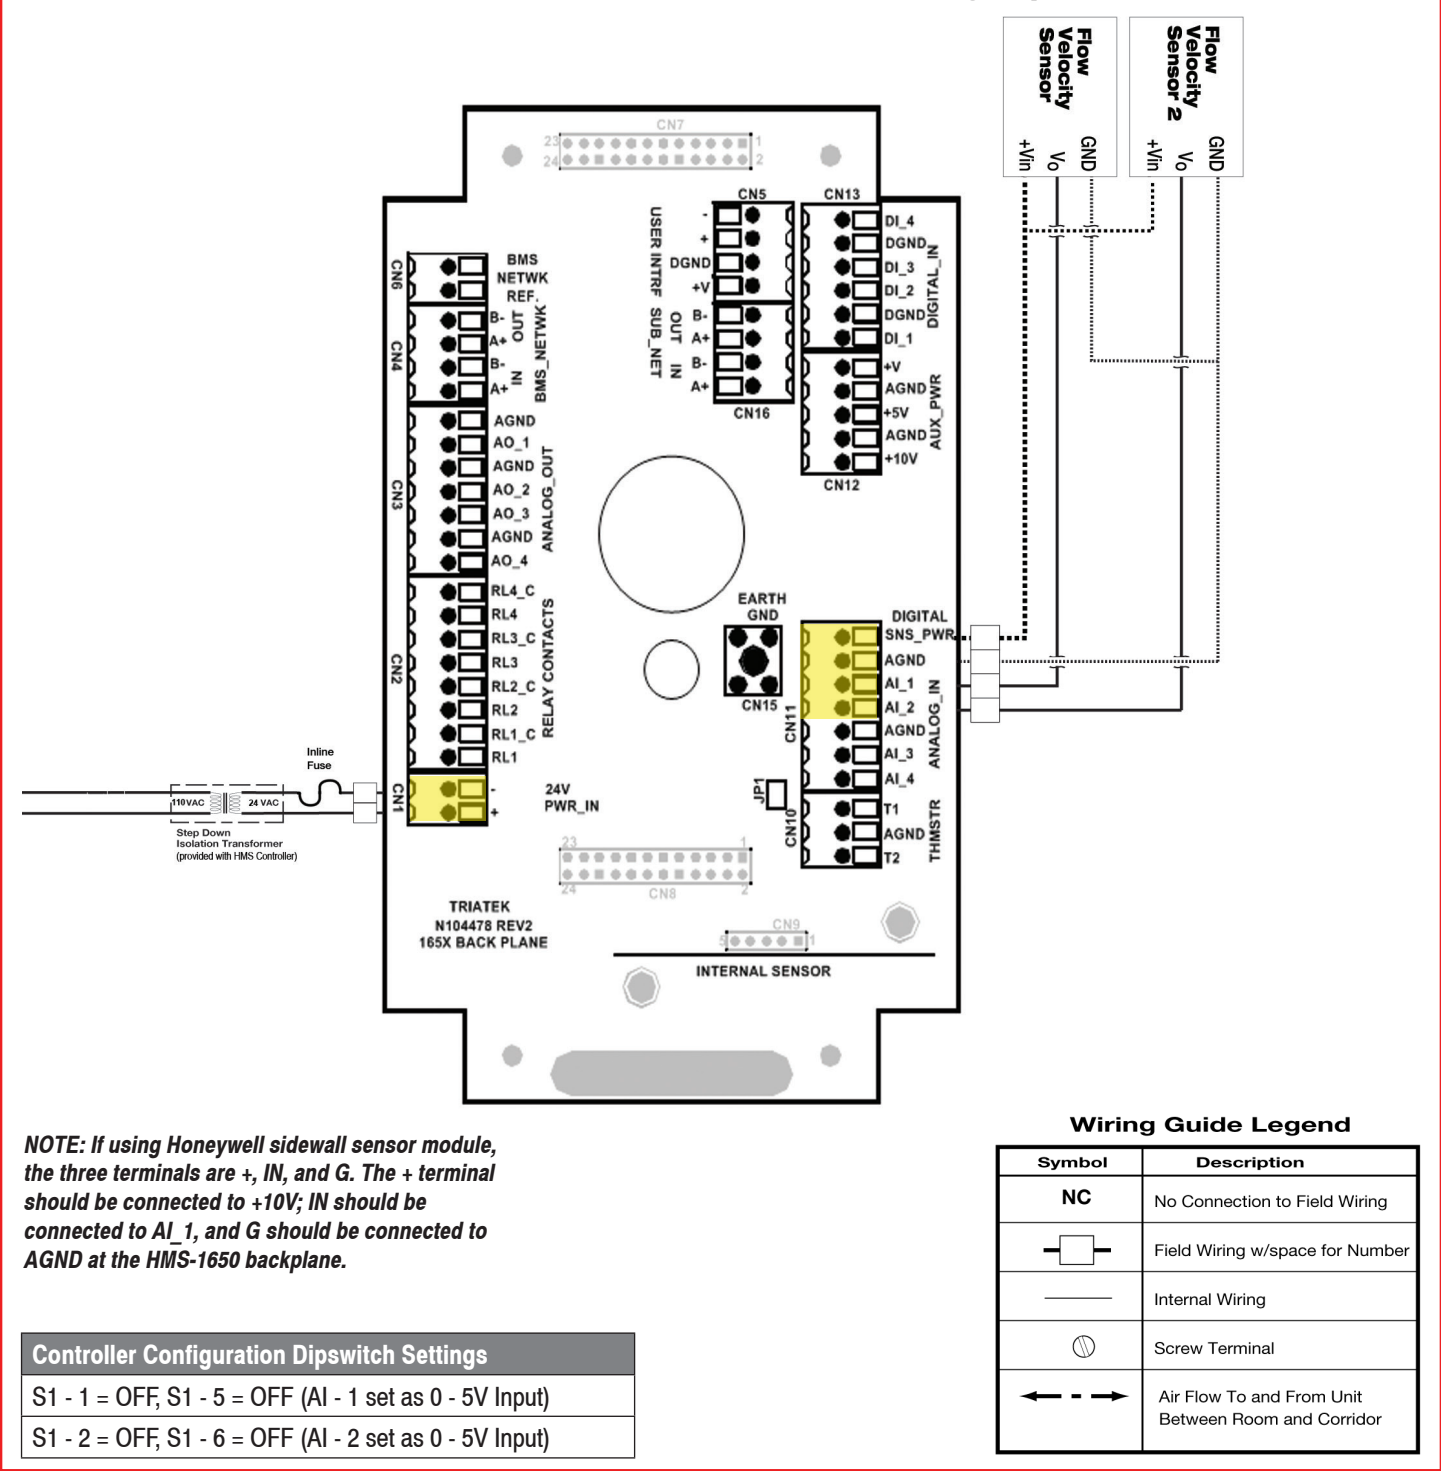 Flow
Velocity
Sensor
+Vin
Vo
GND
Flow
Velocity
Sensor 2
+Vin
Vo
GND
CN7
23
1
24
2
CN5
-
+
DGND
+V
USER INTRF
B-
A+
B-
A+
OUT
IN
SUB_NET
CN16
CN13
DI_4
DGND
DI_3
DI_2
DGND
DI_1
DIGITAL_IN
+V
AGND
+5V
AGND
+10V
AUX_PWR
CN12
CN6
BMS
NETWK
REF.
CN4
B-
A+
B-
A+
OUT
IN
BMS_NETWK
CN3
AGND
AO_1
AGND
AO_2
AO_3
AGND
AO_4
ANALOG_OUT
CN2
RL4_C
RL4
RL3_C
RL3
RL2_C
RL2
RL1_C
RL1
RELAY CONTACTS
CN1
-
+
24V
PWR_IN
Inline
Fuse
110VAC
24 VAC
Step Down
Isolation Transformer
(provided with HMS Controller)
EARTH
GND
CN15
DIGITAL
SNS_PWR
AGND
AI_1
AI_2
AGND
AI_3
AI_4
ANALOG_IN
CN11
JP1
CN10
T1
AGND
T2
THMSTR
23
1
24
2
CN8
CN9
5
1
TRIATEK
N104478 REV2
165X BACK PLANE
INTERNAL SENSOR
NOTE: If using Honeywell sidewall sensor module,
the three terminals are +, IN, and G. The + terminal
should be connected to +10V; IN should be
connected to AI_1, and G should be connected to
AGND at the HMS-1650 backplane.
Controller Configuration Dipswitch Settings
S1 - 1 = OFF, S1 - 5 = OFF (AI - 1 set as 0 - 5V Input)
S1 - 2 = OFF, S1 - 6 = OFF (AI - 2 set as 0 - 5V Input)
Wiring Guide Legend
Symbol Description
NC No Connection to Field Wiring
Field Wiring w/space for Number
Internal Wiring
Screw Terminal
Air Flow To and From Unit
Between Room and Corridor